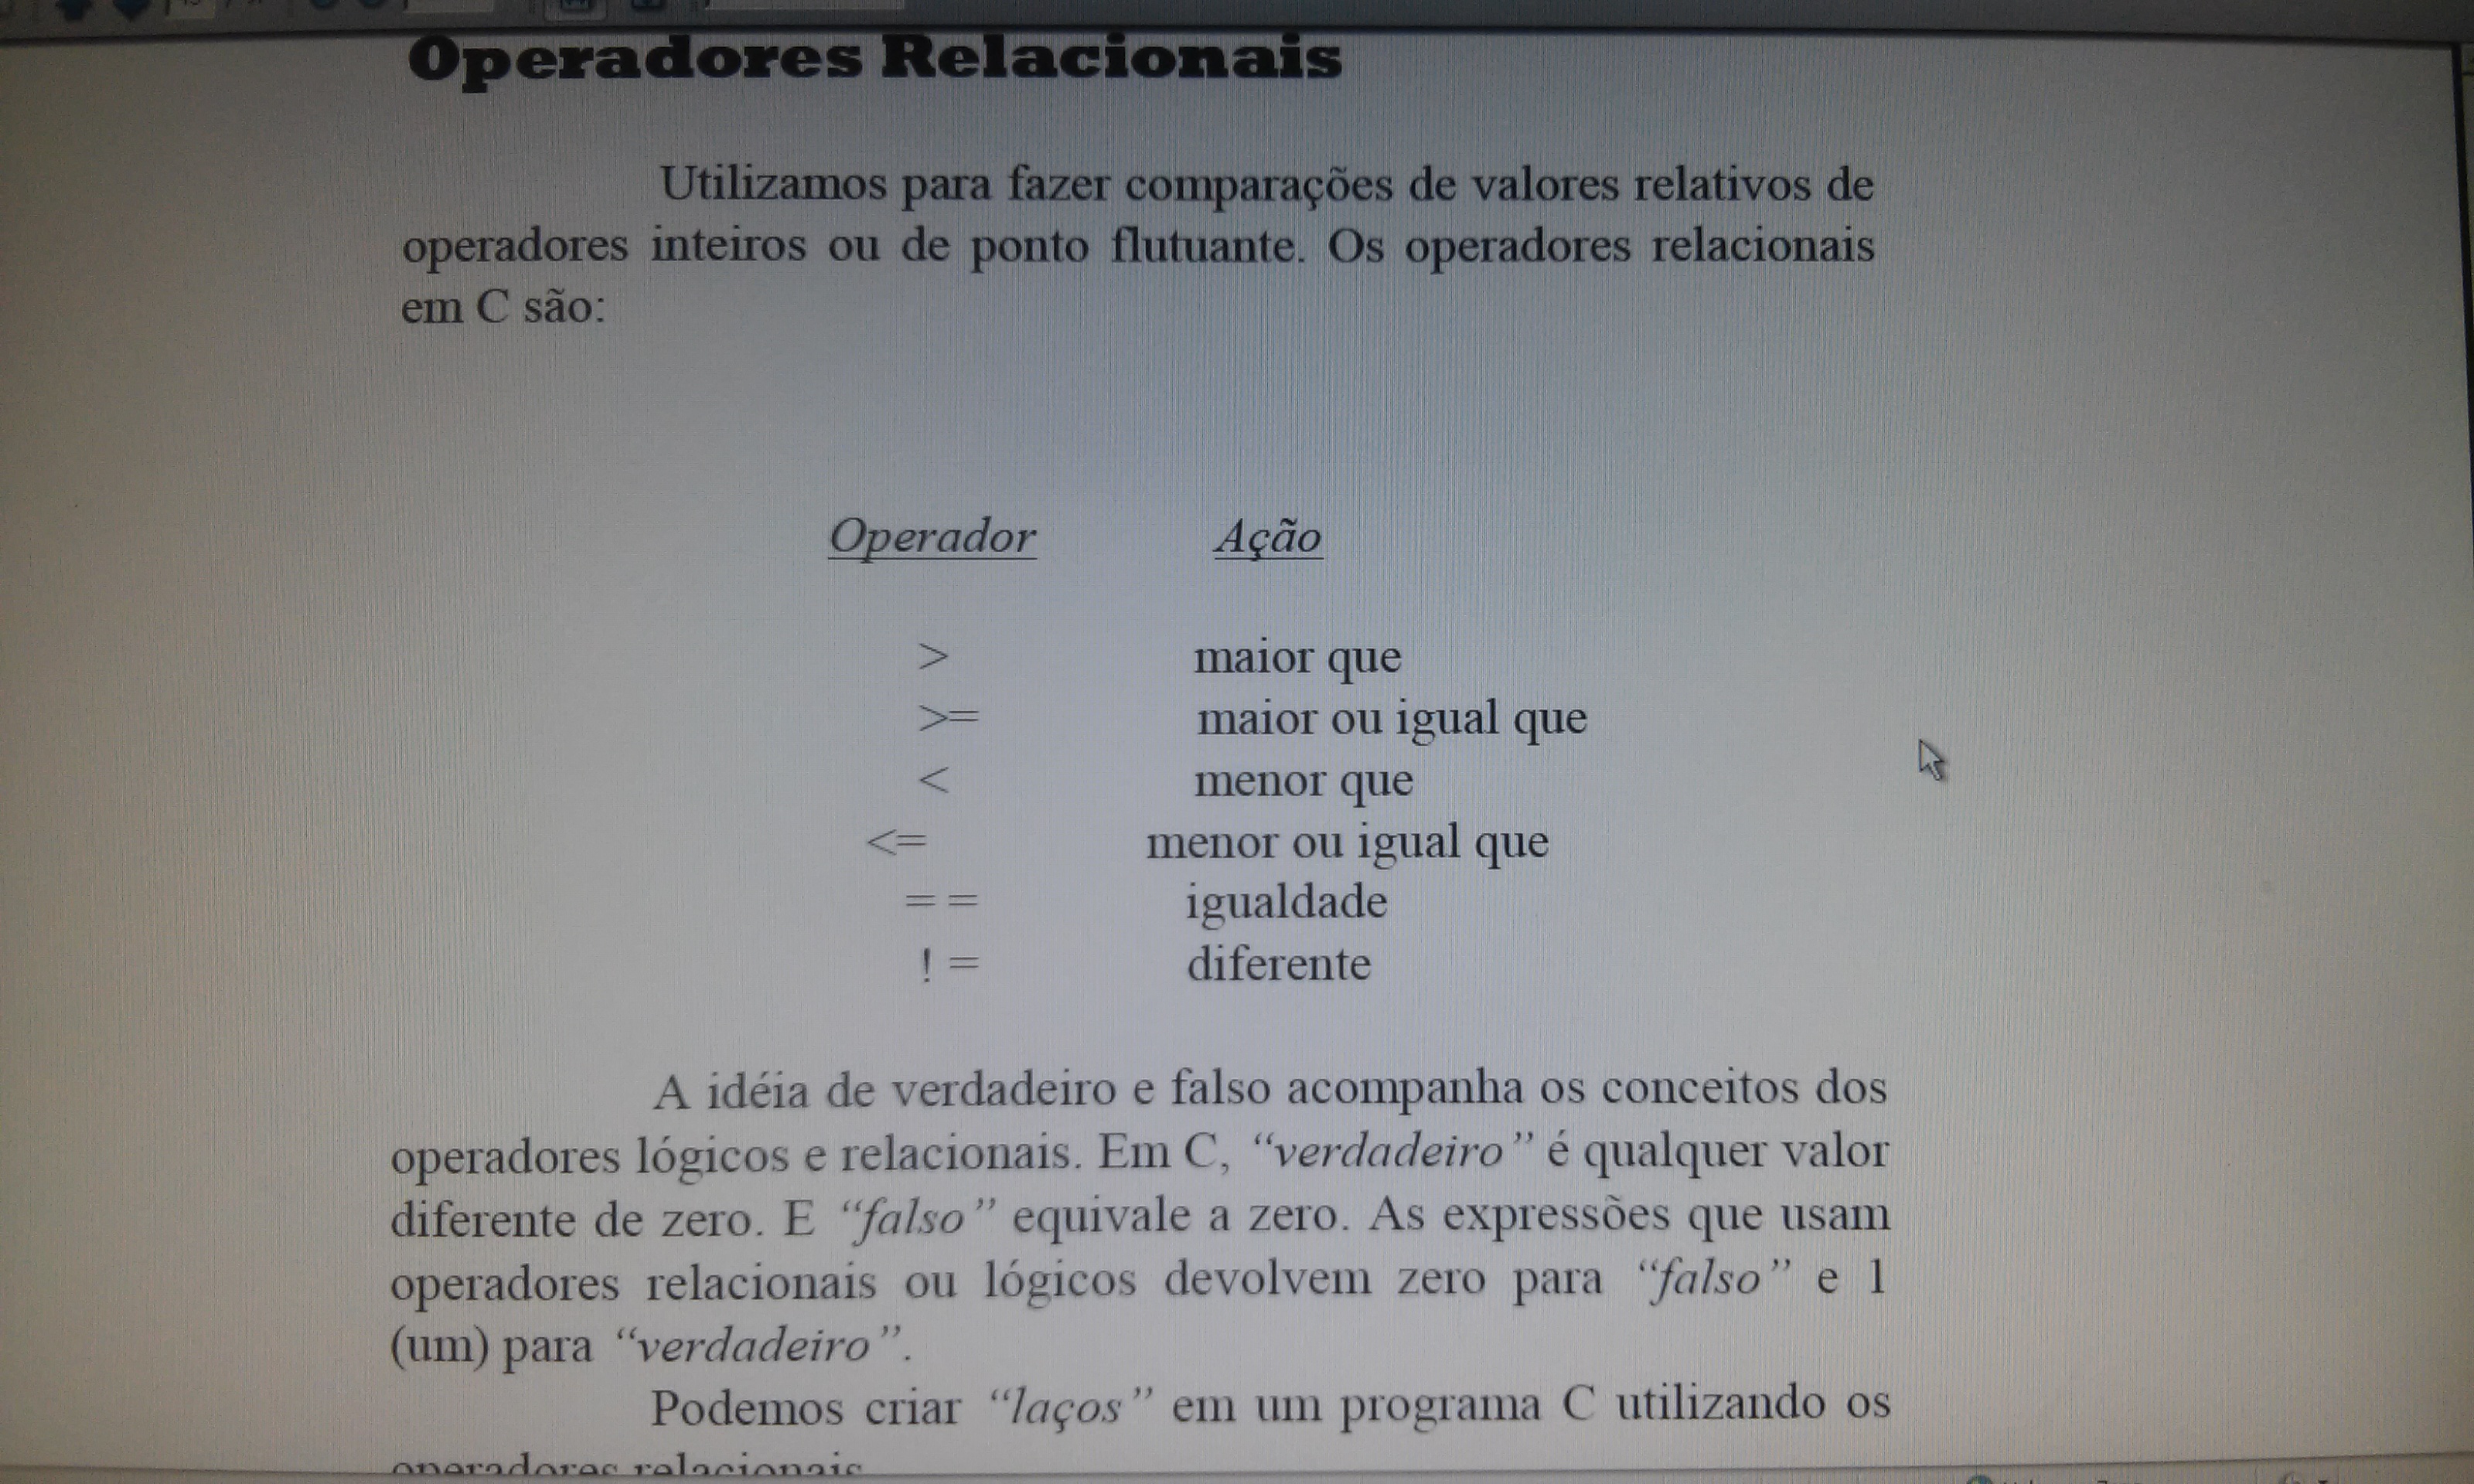 Operadores Relacionais
Utilizamos para fazer comparações de valores relativos de
operadores inteiros ou de ponto flutuante. Os operadores relacionais
em C são:
Operador Ação
> maior que
>= maior ou igual que
< menor que
<= menor ou igual que
= = igualdade
! = diferente
A idéia de verdadeiro e falso acompanha os conceitos dos
operadores lógicos e relacionais. Em C, “verdadeiro” é qualquer valor
diferente de zero. E “falso” equivale a zero. As expressões que usam
operadores relacionais ou lógicos devolvem zero para “falso” e 1
(um) para “verdadeiro”.
Podemos criar “laços” em um programa C utilizando os
operadores relacionais